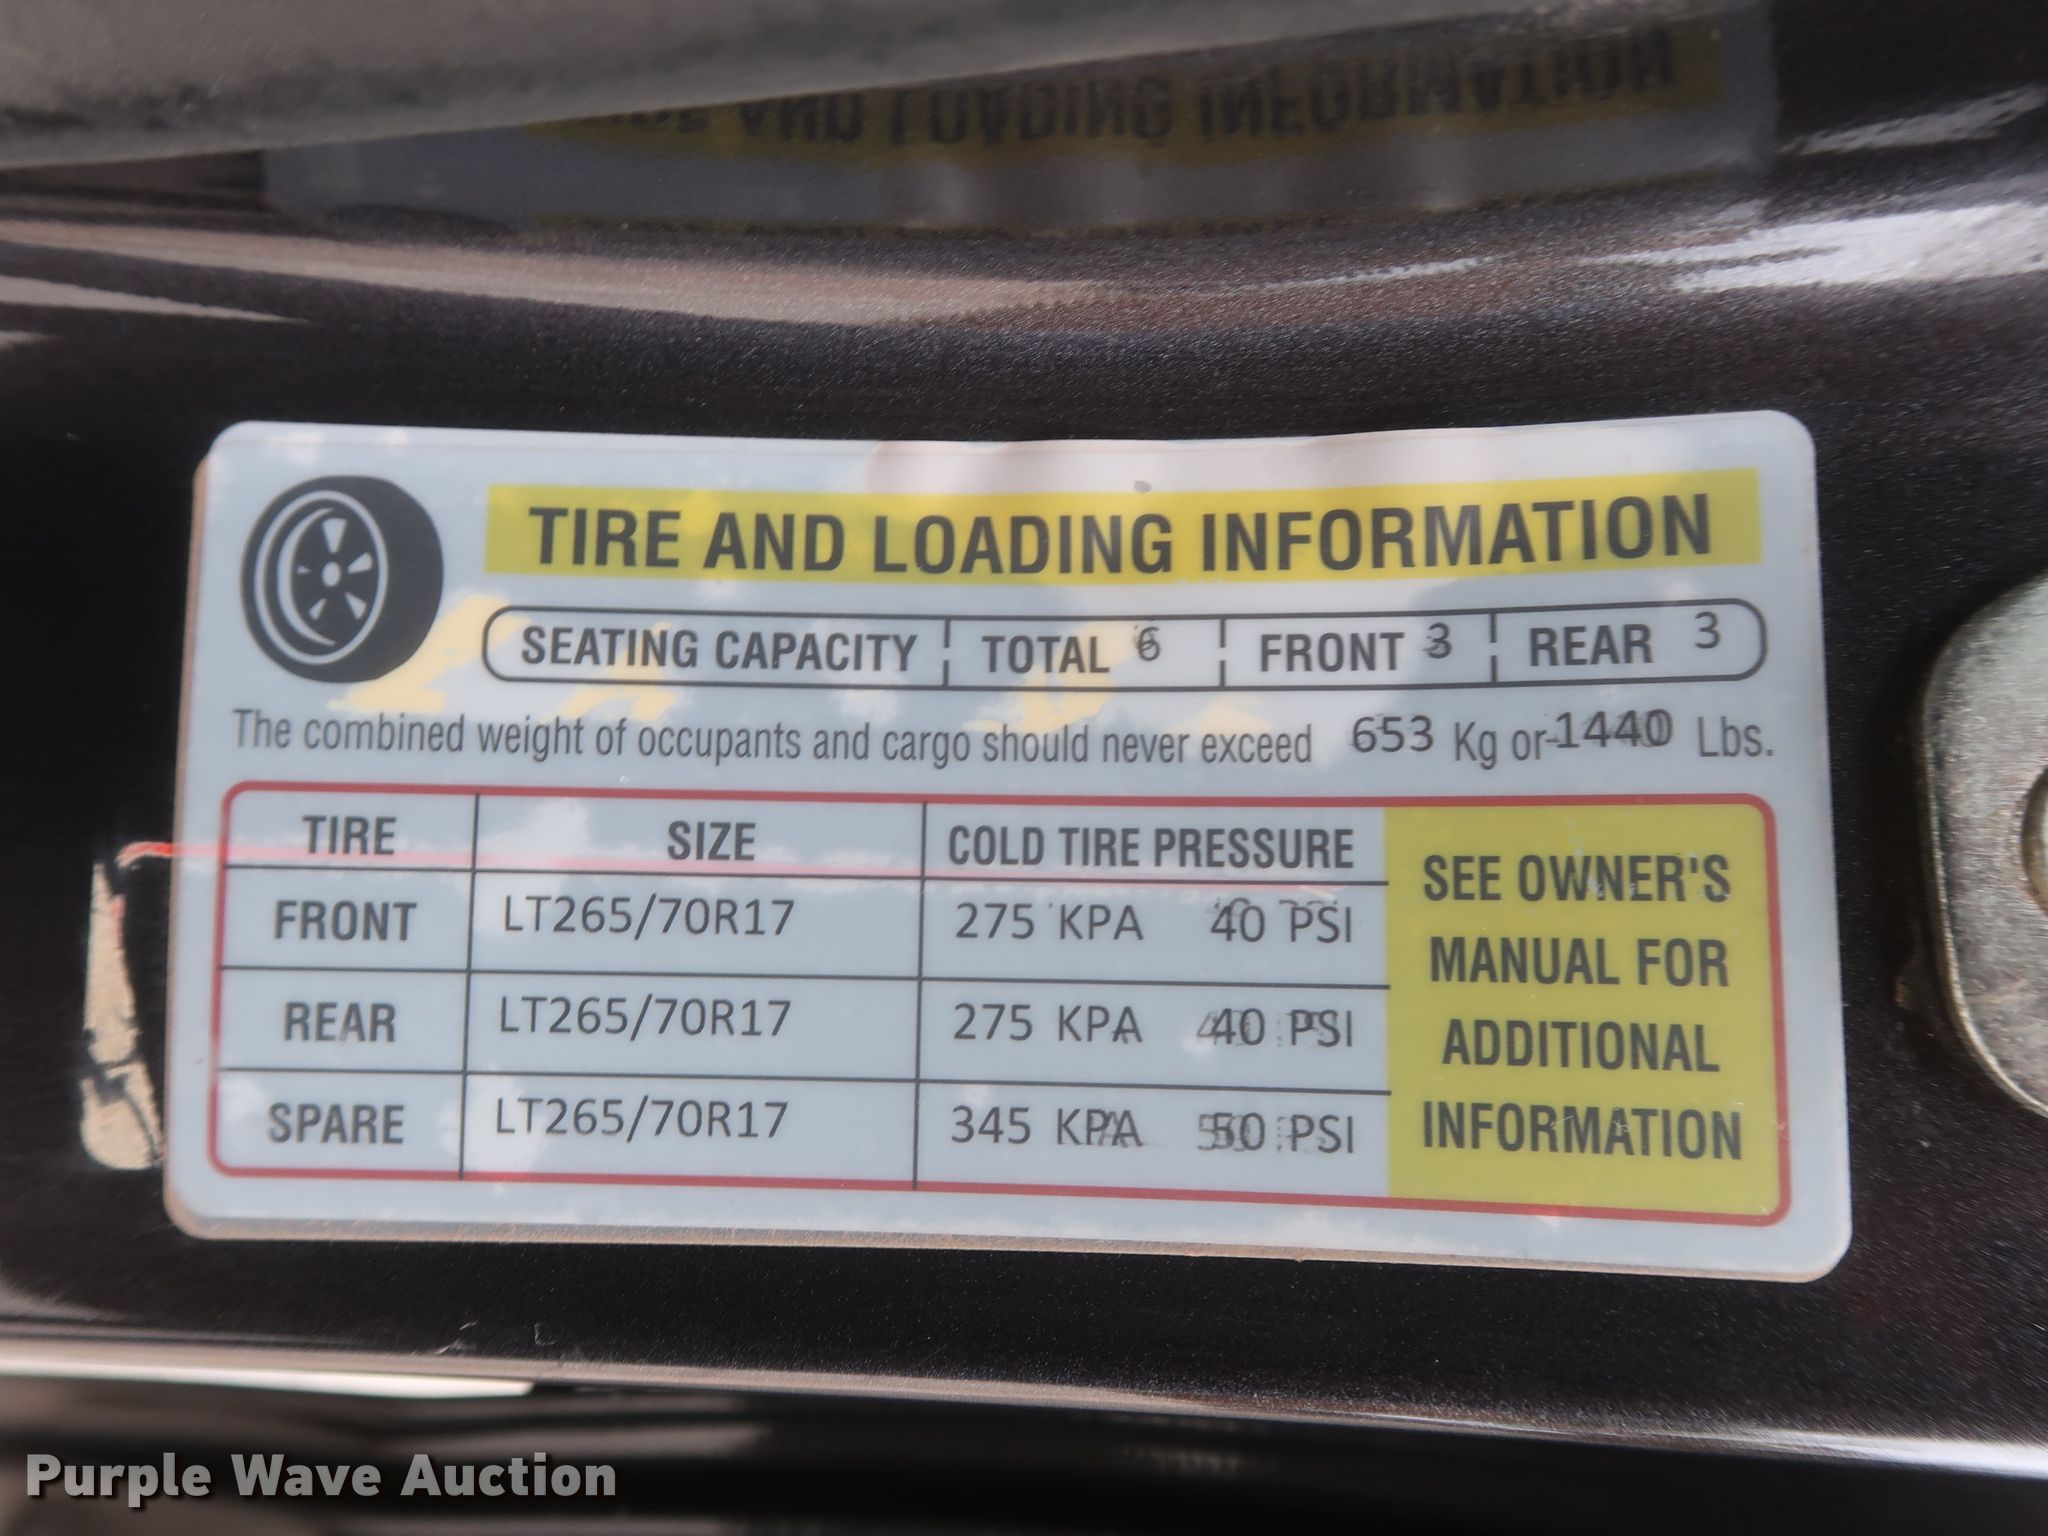 AND LOADING INFORMATION
TIRE AND LOADING INFORMATION
SEATING CAPACITY TOTAL 6 FRONT 3 REAR 3
The combined weight of occupants and cargo should never exceed 653 Kg or 1440 Lbs.
TIRE SIZE COLD TIRE PRESSURE
FRONT LT265/70R17 275 KPA 40 PSI
REAR LT265/70R17 275 KPA 40 PSI
SPARE LT265/70R17 345 KPA 50 PSI
SEE OWNER'S
MANUAL FOR
ADDITIONAL
INFORMATION
Purple Wave Auction